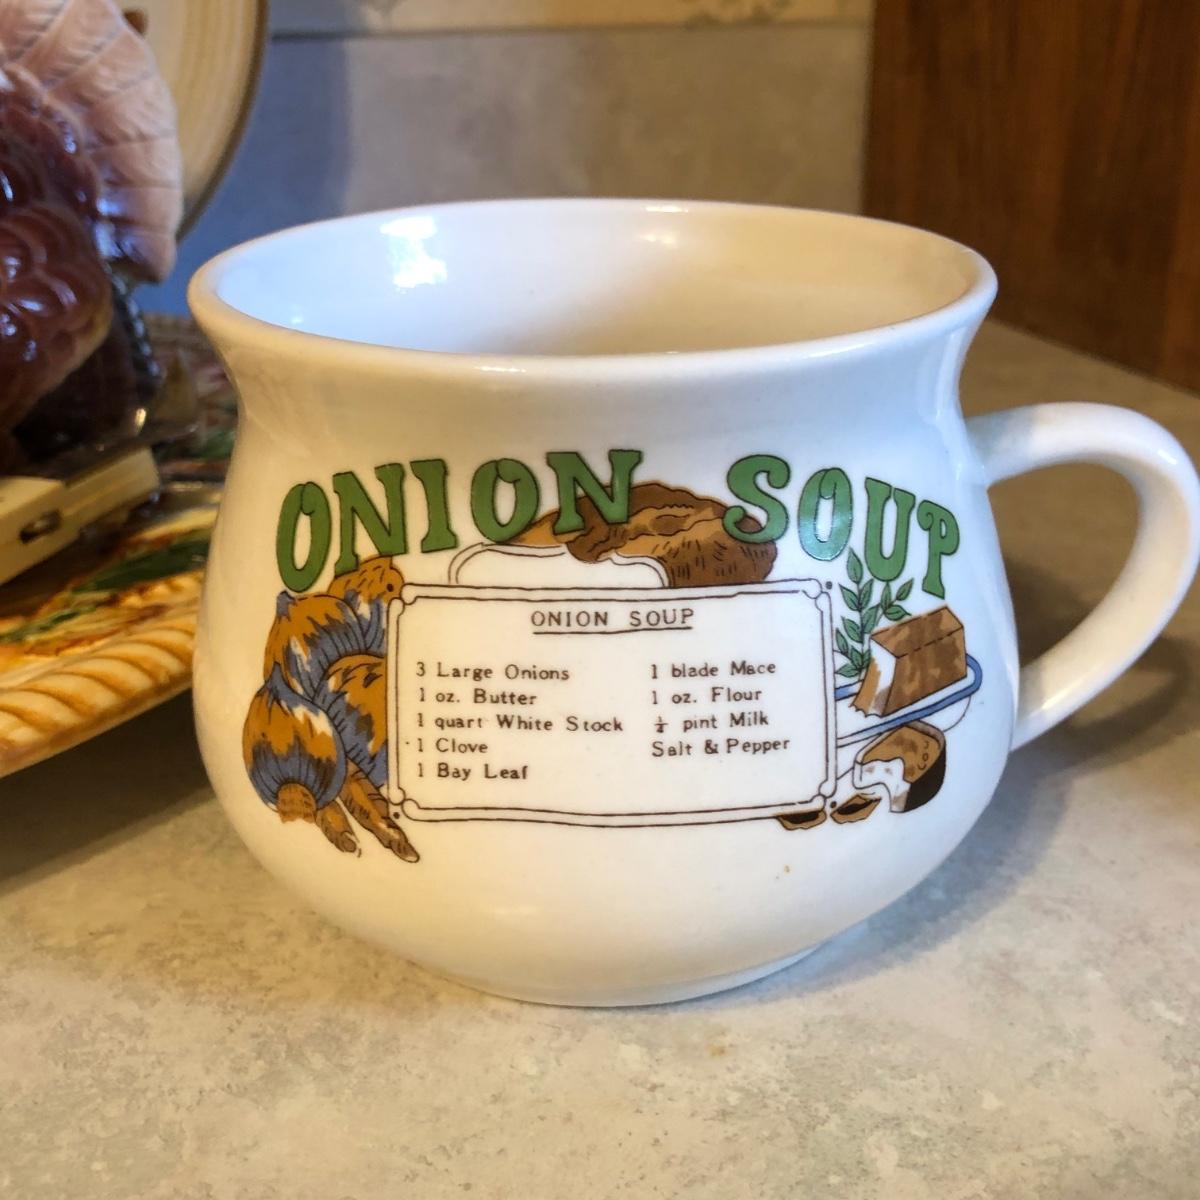 ONION SOUP
ONION SOUP
3 Large Onions
1 oz. Butter
1 quart White Stock
1 Clove
1 Bay Leaf
1 blade Mace
1 oz. Flour
½ pint Milk
Salt & Pepper